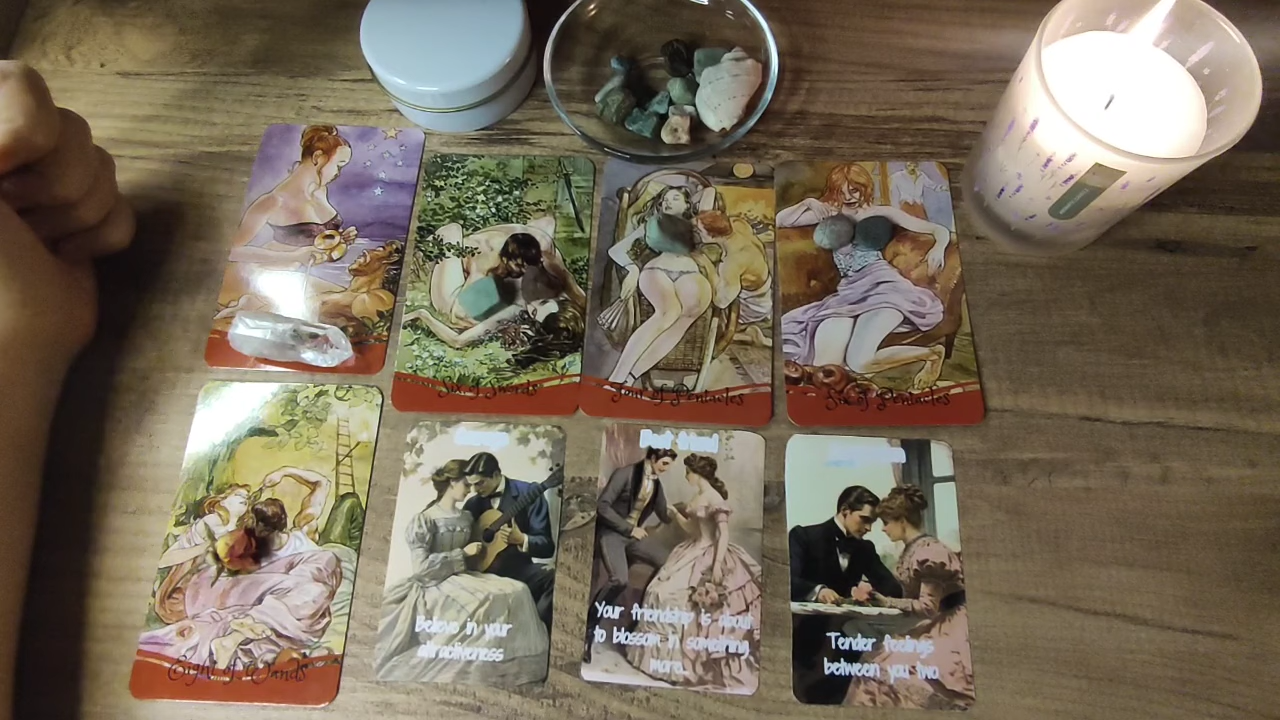 Six of Swords
Four of Pentacles
Six of Pentacles
Eight of Wands
Believe in your
attractiveness
Best friend
Your friendship is about
to blossom in something
more...
Tender feelings
between you two